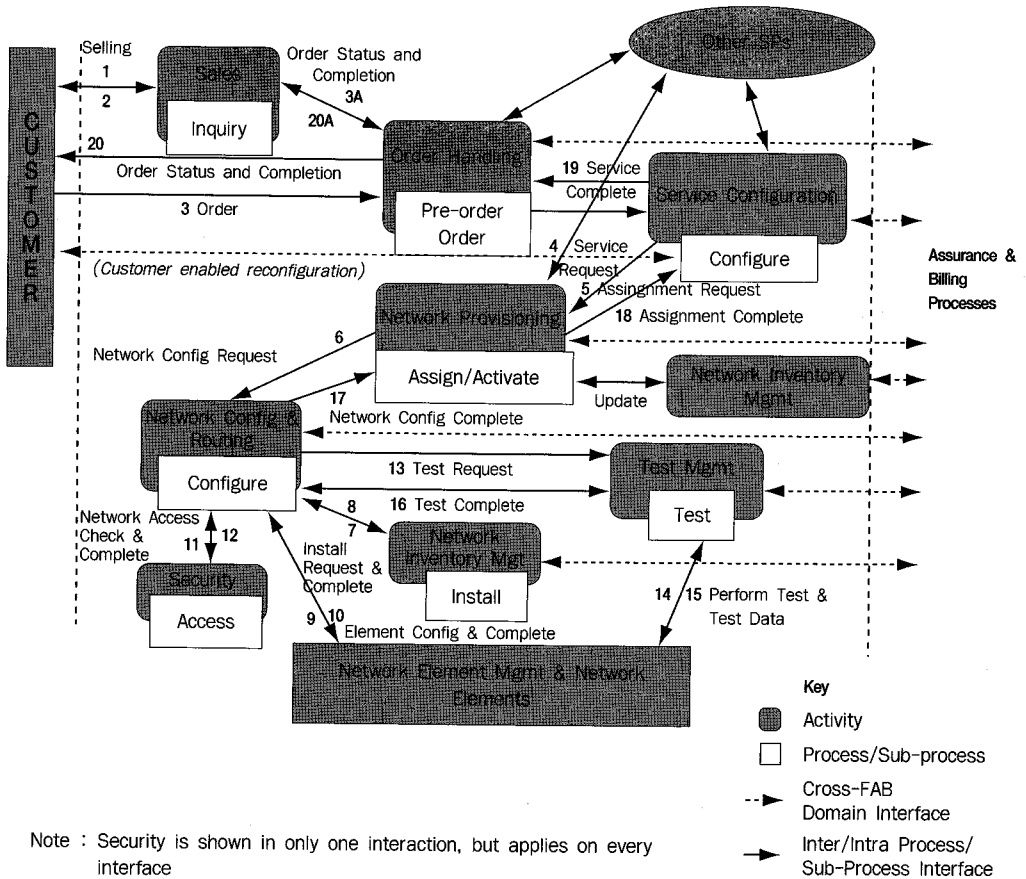 Selling
1
2
Sales
Inquiry
Order Status and
Completion
3A
20A
Other SPs
CUSTOMER
20
Order Status and Completion
3 Order
Order Handling
Pre-order
Order
19 Service
Complete
Service Configuration
Configure
4 Service
Request
(Customer enabled reconfiguration)
5 Assingnment Request
18 Assignment Complete
Assurance &
Billing
Processes
Network Provisioning
Assign/Activate
6
Network Config Request
17
Network Config Complete
Update
Network Inventory
Mgmt
Network Config &
Routing
Configure
13 Test Request
16 Test Complete
Test Mgmt
Test
8
7
Install
Request &
Complete
Network
Inventory Mgt
Install
Network Access
Check &
Complete
11
12
Security
Access
9
10
Element Config & Complete
14
15 Perform Test &
Test Data
Network Element Mgmt & Network
Elements
Key
Activity
Process/Sub-process
Cross-FAB
Domain Interface
Inter/Intra Process/
Sub-Process Interface
Note : Security is shown in only one interaction, but applies on every
interface